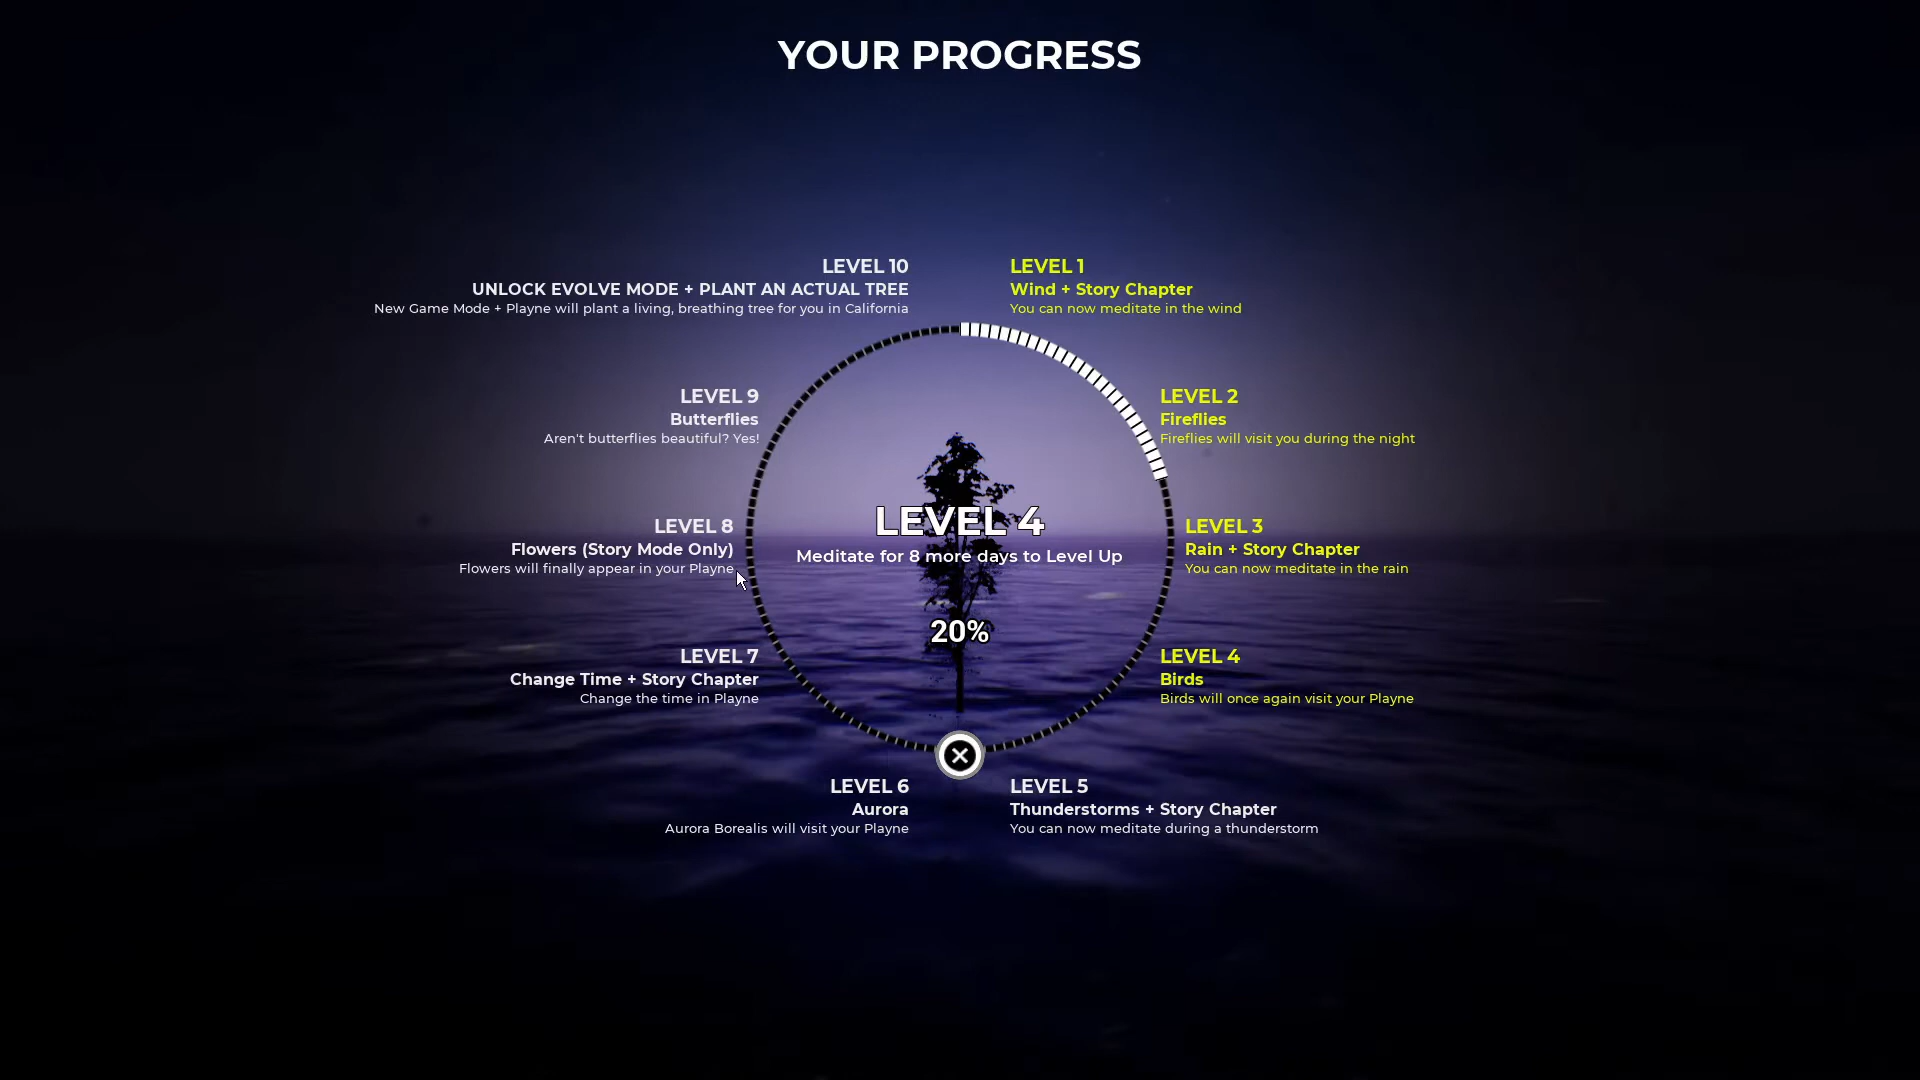 YOUR PROGRESS
LEVEL 10
UNLOCK EVOLVE MODE + PLANT AN ACTUAL TREE
New Game Mode + Playne will plant a living, breathing tree for you in California
LEVEL 1
Wind + Story Chapter
You can now meditate in the wind
LEVEL 9
Butterflies
Aren't butterflies beautiful? Yes!
LEVEL 2
Fireflies
Fireflies will visit you during the night
LEVEL 8
Flowers (Story Mode Only)
Flowers will finally appear in your Playne
LEVEL 4
Meditate for 8 more days to Level Up
20%
LEVEL 3
Rain + Story Chapter
You can now meditate in the rain
LEVEL 7
Change Time + Story Chapter
Change the time in Playne
LEVEL 4
Birds
Birds will once again visit your Playne
LEVEL 6
Aurora
Aurora Borealis will visit your Playne
LEVEL 5
Thunderstorms + Story Chapter
You can now meditate during a thunderstorm